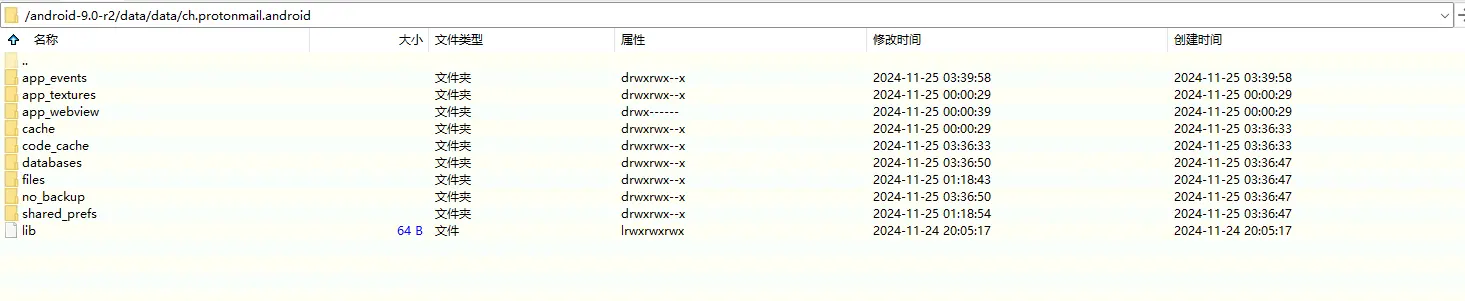 /android-9.0-r2/data/data/ch.protonmail.android
名称 大小 文件类型 属性 修改时间 创建时间
..
app_events 文件夹 drwxrwx--x 2024-11-25 03:39:58 2024-11-25 03:39:58
app_textures 文件夹 drwxrwx--x 2024-11-25 00:00:29 2024-11-25 00:00:29
app_webview 文件夹 drwx------ 2024-11-25 00:00:39 2024-11-25 00:00:29
cache 文件夹 drwxrwx--x 2024-11-25 00:00:29 2024-11-25 03:36:33
code_cache 文件夹 drwxrwx--x 2024-11-25 03:36:33 2024-11-25 03:36:33
databases 文件夹 drwxrwx--x 2024-11-25 03:36:50 2024-11-25 03:36:47
files 文件夹 drwxrwx--x 2024-11-25 01:18:43 2024-11-25 03:36:47
no_backup 文件夹 drwxrwx--x 2024-11-25 03:36:50 2024-11-25 03:36:47
shared_prefs 文件夹 drwxrwx--x 2024-11-25 01:18:54 2024-11-25 03:36:47
lib 64 B 文件 lrwxrwxrwx 2024-11-24 20:05:17 2024-11-24 20:05:17